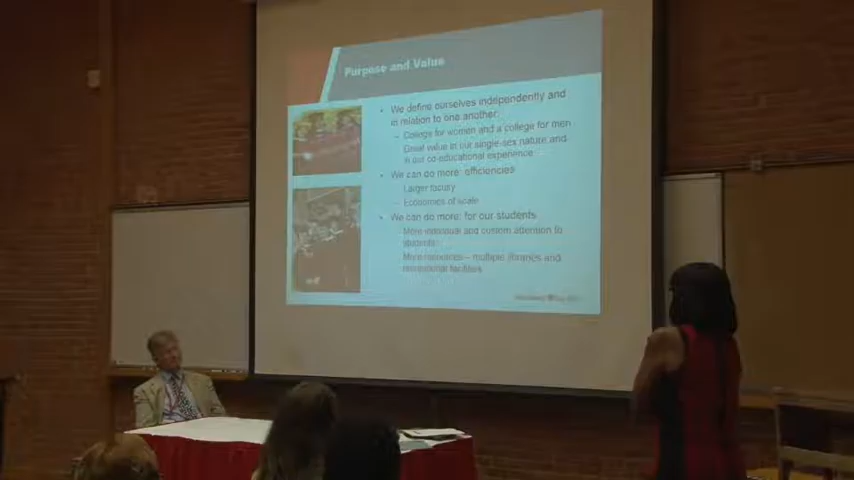 Purpose and Value
• We define ourselves independently and
in relation to one another:
– College for women and a college for men
– Great value in our single-sex nature and
in our co-educational experience
• We can do more: efficiencies
– Larger faculty
– Economies of scale
• We can do more: for our students
– More individual and custom attention to
students
– More resources – multiple libraries and
recreational facilities